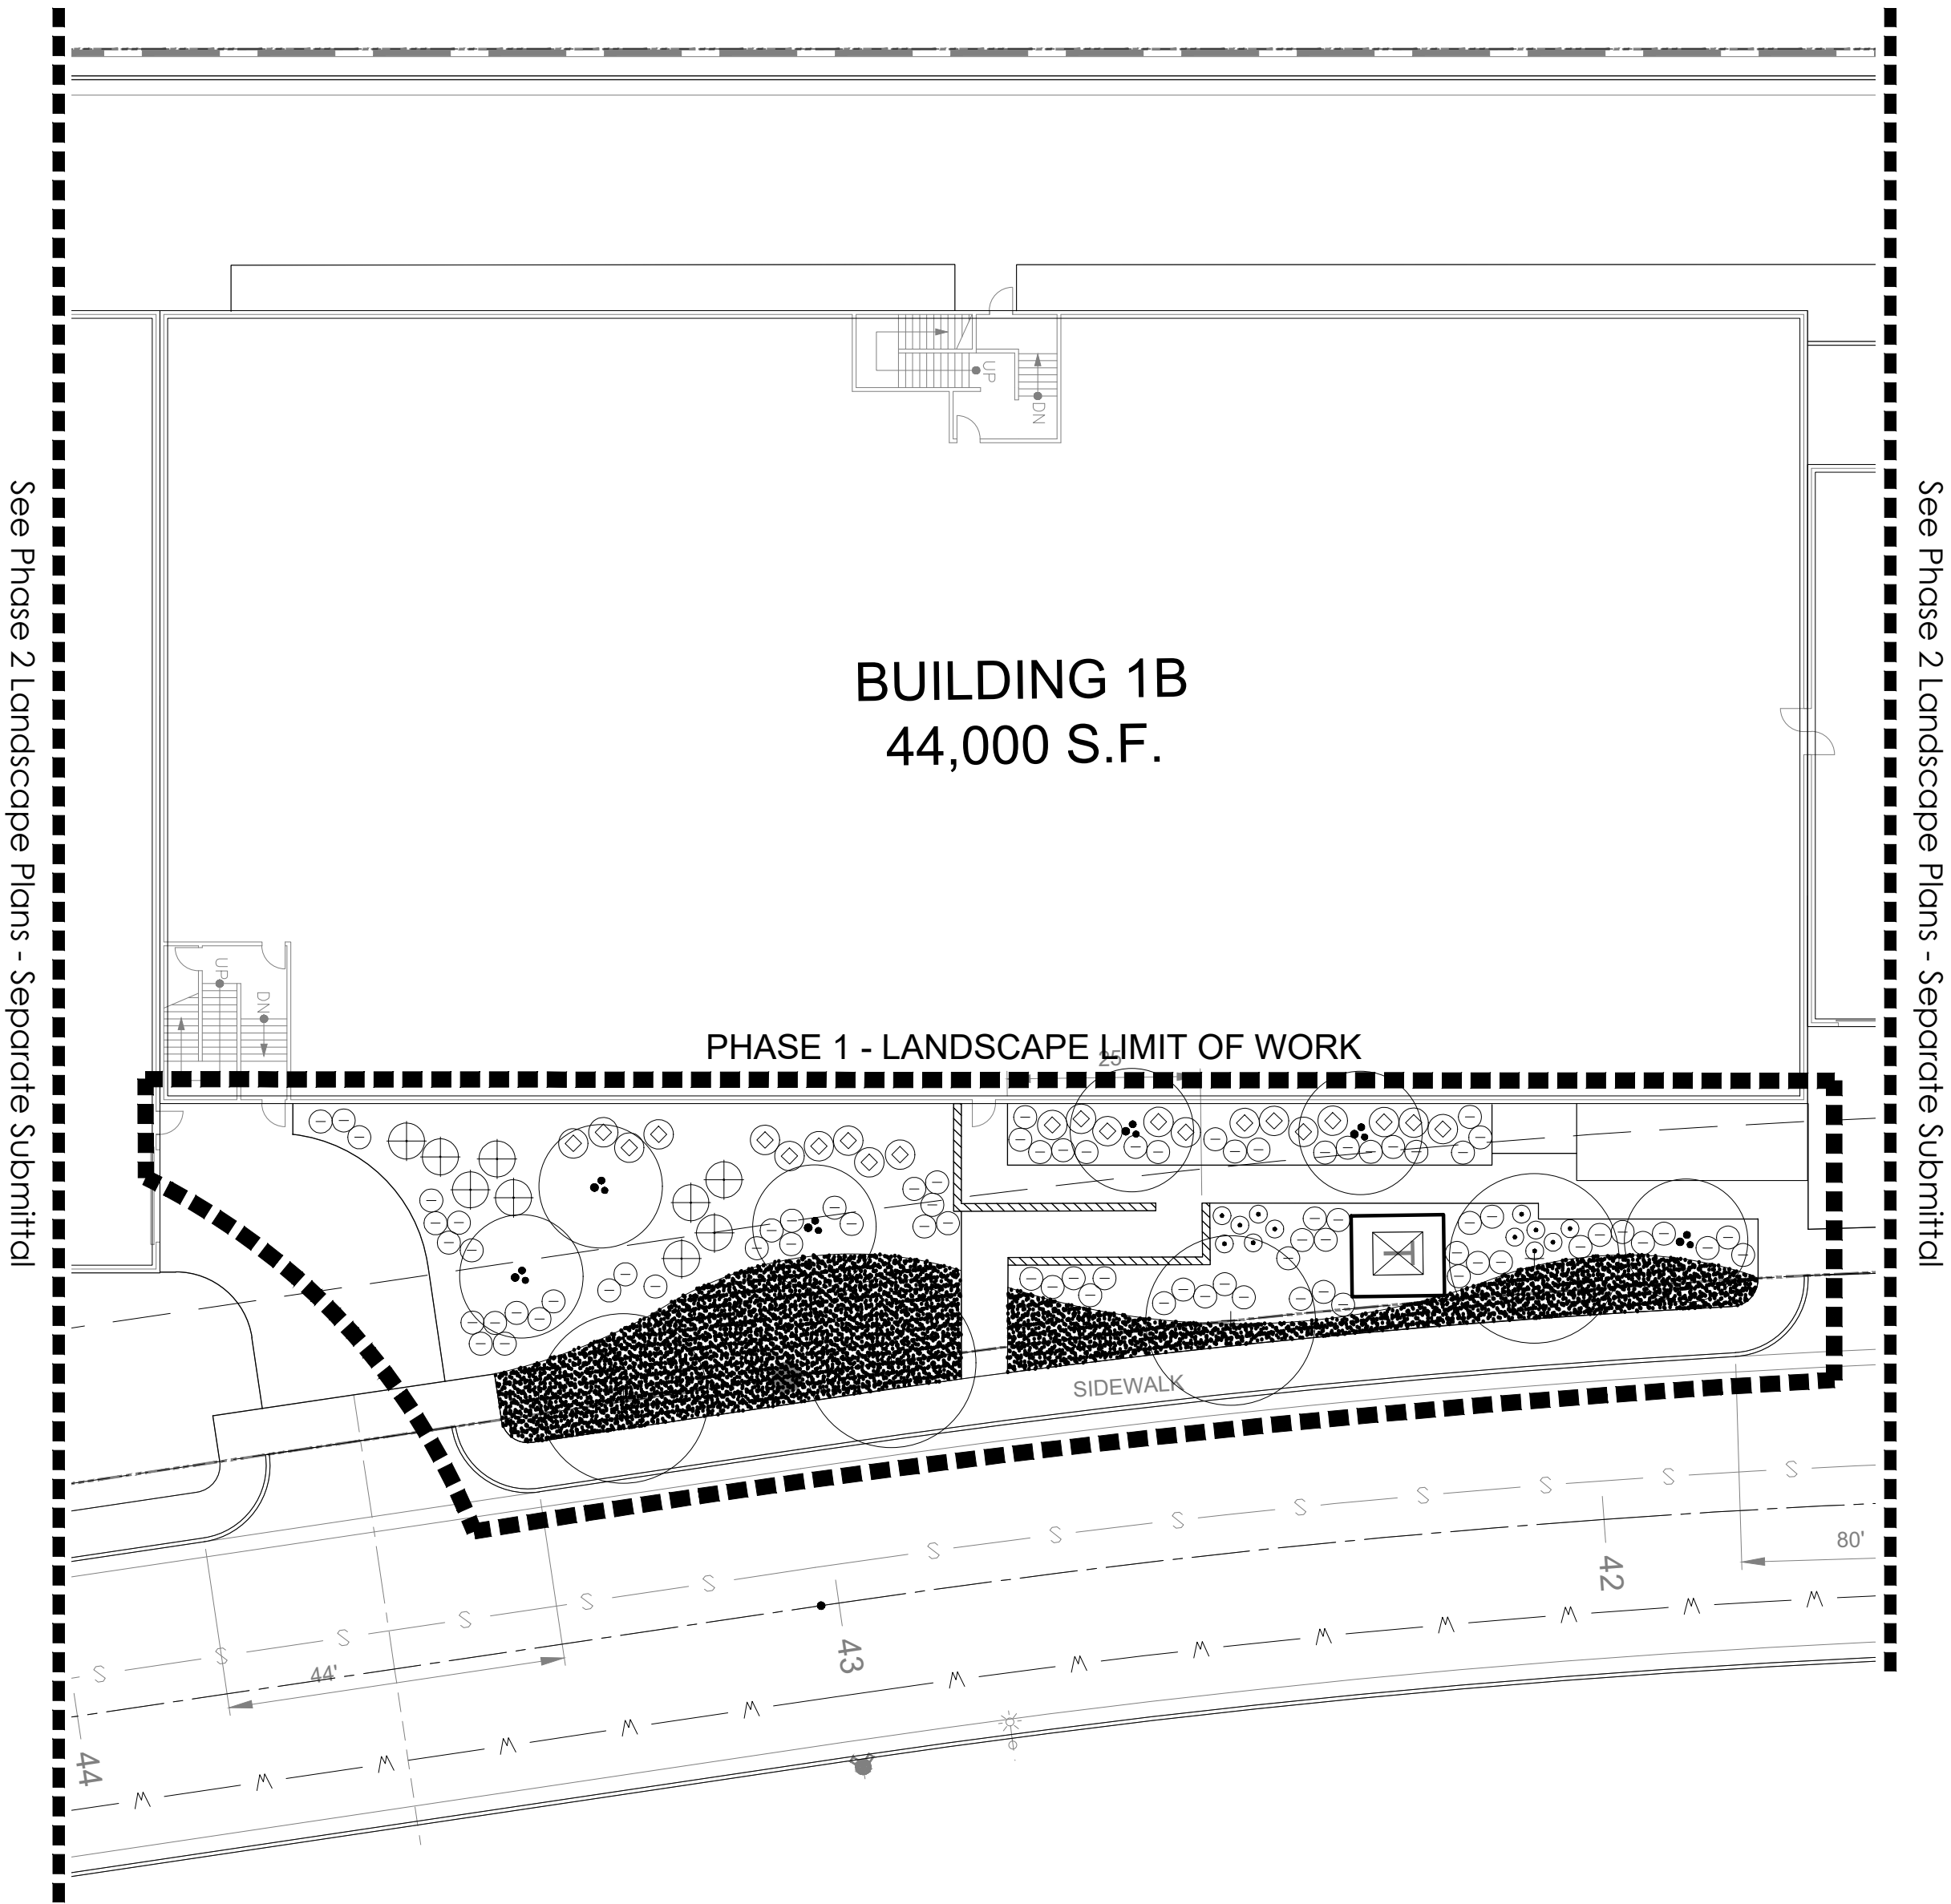 UP
DN
See Phase 2 Landscape Plans - Separate Submittal
See Phase 2 Landscape Plans - Separate Submittal
BUILDING 1B
44,000 S.F.
UP
DN
PHASE 1 - LANDSCAPE LIMIT OF WORK
25'
T
SIDEWALK
S S S S S S S S S S S S S S S
80'
42
43
44'
44
W W W W W W W W W W W W W W